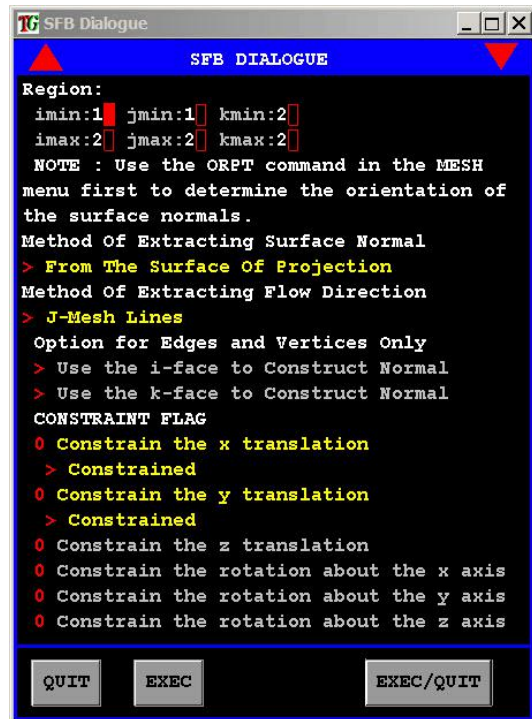 TG SFB Dialogue
SFB DIALOGUE
Region:
imin:1 jmin:1 kmin:2
imax:2 jmax:2 kmax:2
NOTE : Use the ORPT command in the MESH
menu first to determine the orientation of
the surface normals.
Method Of Extracting Surface Normal
> From The Surface Of Projection
Method Of Extracting Flow Direction
> J-Mesh Lines
Option for Edges and Vertices Only
> Use the i-face to Construct Normal
> Use the k-face to Construct Normal
CONSTRAINT FLAG
0 Constrain the x translation
> Constrained
0 Constrain the y translation
> Constrained
0 Constrain the z translation
0 Constrain the rotation about the x axis
0 Constrain the rotation about the y axis
0 Constrain the rotation about the z axis
QUIT EXEC EXEC/QUIT